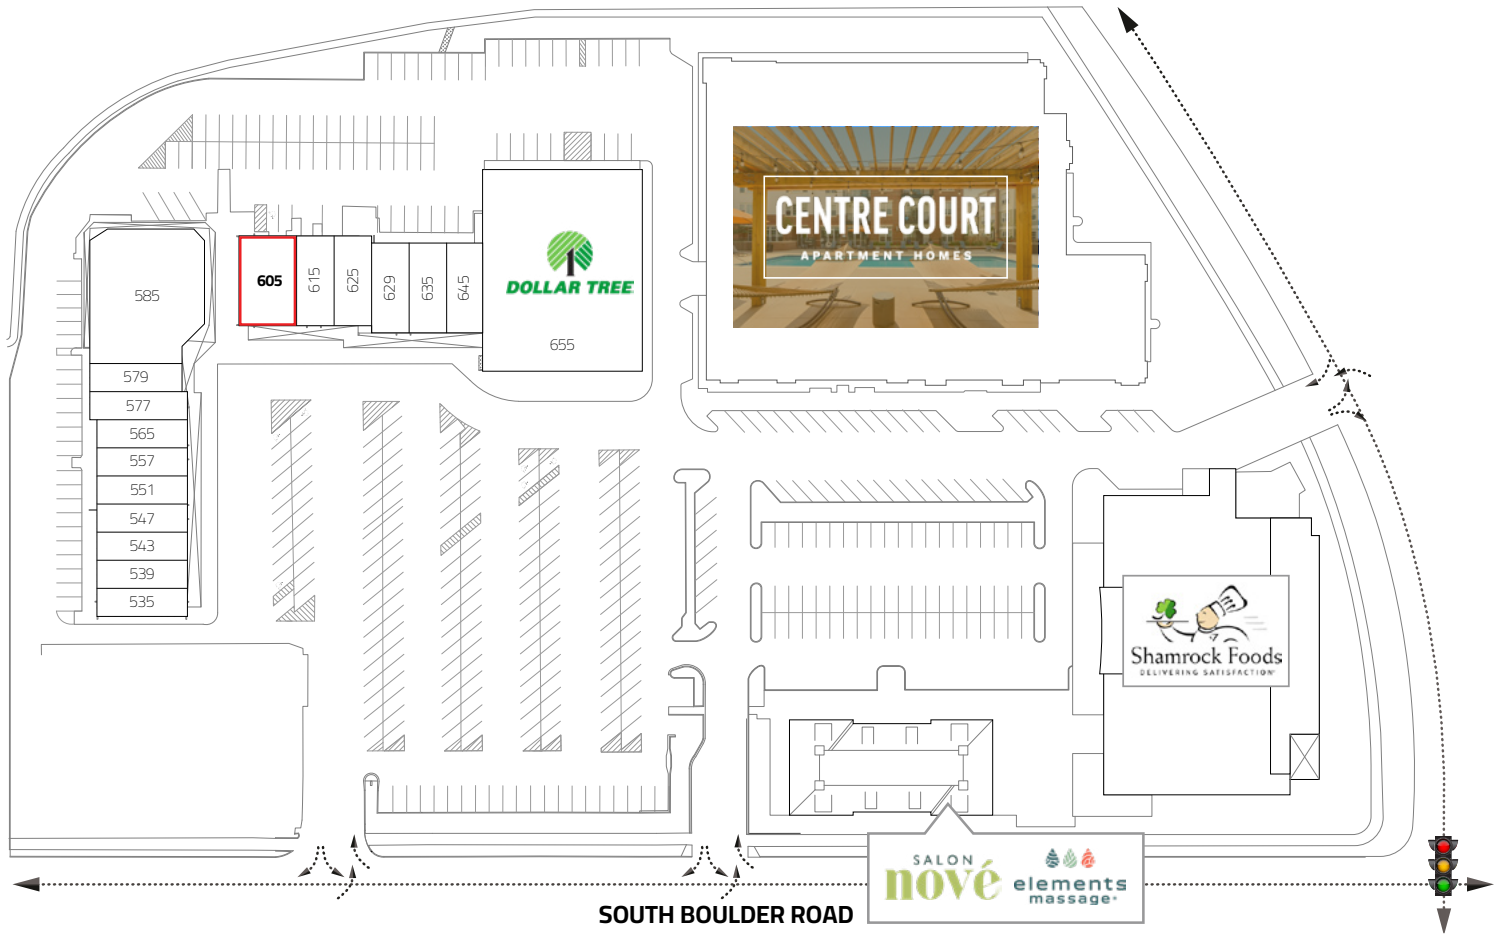 CENTRE COURT
APARTMENT HOMES
585
605
615
625
629
635
645
DOLLAR TREE
655
579
577
565
557
551
547
543
539
535
Shamrock Foods
DELIVERING SATISFACTION
SALON
nové
elements
massage
SOUTH BOULDER ROAD